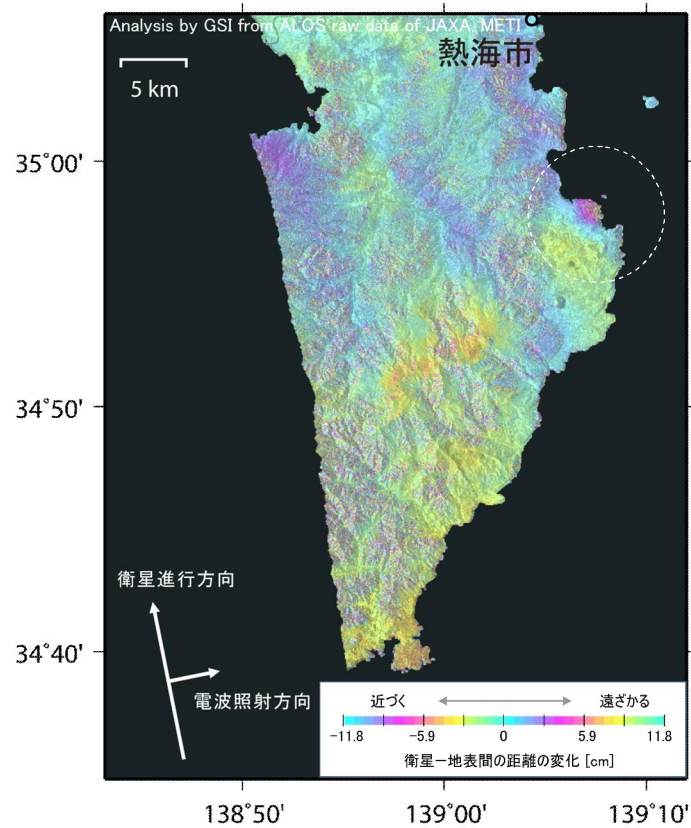 Analysis by GSI from ALOS raw data of JAXA, METI
熱海市
5 km
35°00'
34°50'
34°40'
衛星進行方向
電波照射方向
近づく 遠ざかる
−11.8 −5.9 0 5.9 11.8
衛星−地表間の距離の変化 [cm]
138°50' 139°00' 139°10'